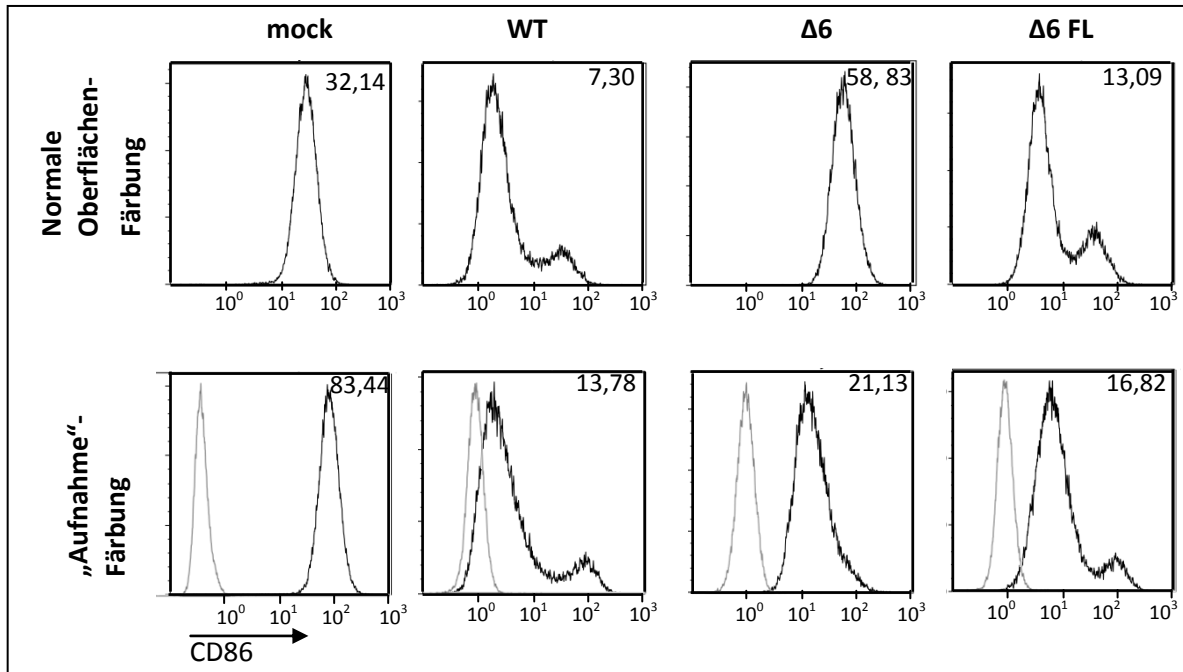 mock WT Δ6 Δ6 FL
Normale
Oberflächen-
Färbung
32,14 7,30 58, 83 13,09
10⁰ 10¹ 10² 10³ 10⁰ 10¹ 10² 10³ 10⁰ 10¹ 10² 10³ 10⁰ 10¹ 10² 10³
„Aufnahme“-
Färbung
83,44 13,78 21,13 16,82
10⁰ 10¹ 10² 10³ 10⁰ 10¹ 10² 10³ 10⁰ 10¹ 10² 10³ 10⁰ 10¹ 10² 10³
CD86